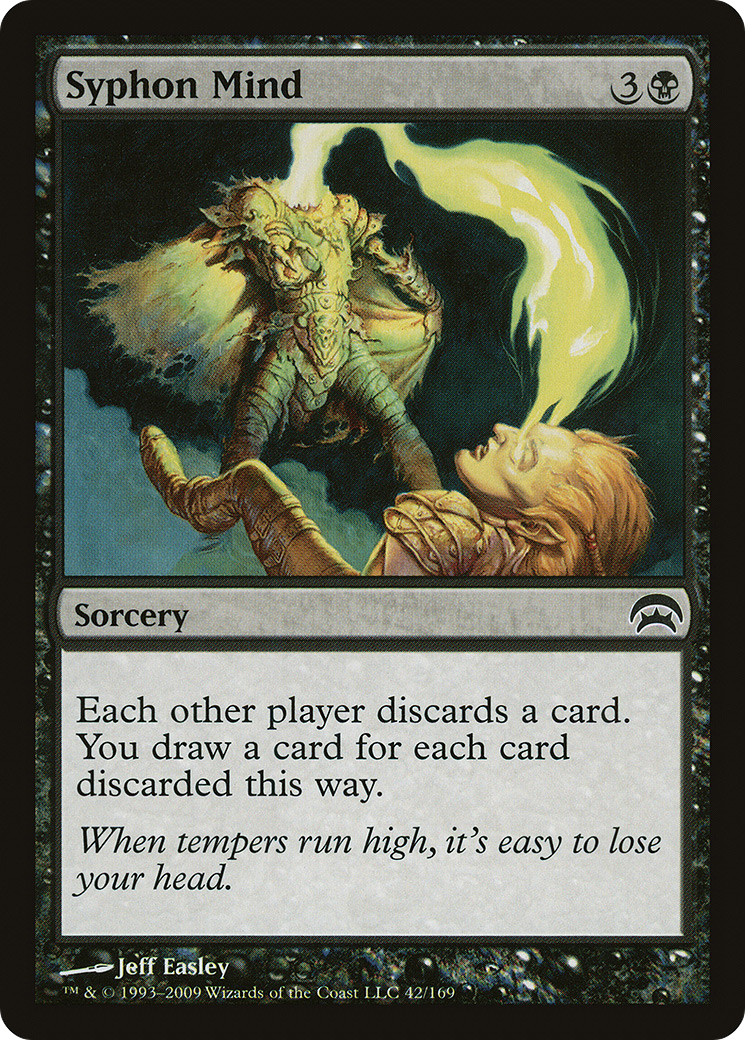 Syphon Mind 3
Sorcery
Each other player discards a card.
You draw a card for each card
discarded this way.
When tempers run high, it's easy to lose
your head.
Jeff Easley
™ & © 1993–2009 Wizards of the Coast LLC 42/169